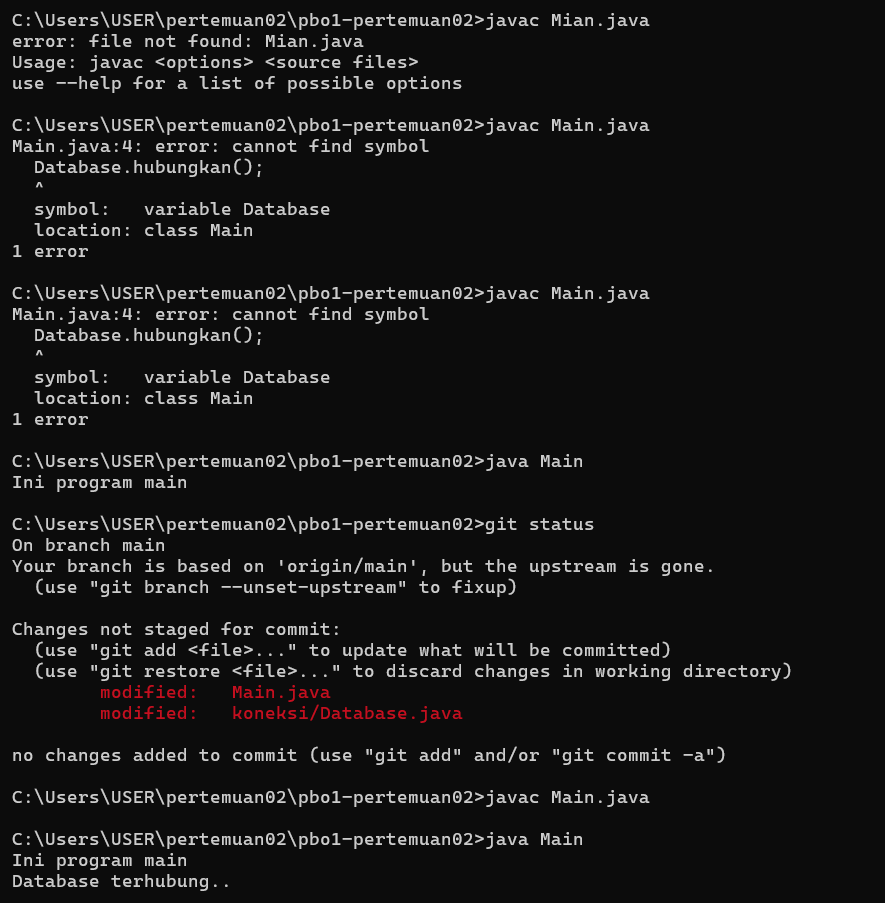 C:\Users\USER\pertemuan02\pbo1-pertemuan02>javac Mian.java
error: file not found: Mian.java
Usage: javac <options> <source files>
use --help for a list of possible options
C:\Users\USER\pertemuan02\pbo1-pertemuan02>javac Main.java
Main.java:4: error: cannot find symbol
  Database.hubungkan();
  ^
  symbol:   variable Database
  location: class Main
1 error
C:\Users\USER\pertemuan02\pbo1-pertemuan02>javac Main.java
Main.java:4: error: cannot find symbol
  Database.hubungkan();
  ^
  symbol:   variable Database
  location: class Main
1 error
C:\Users\USER\pertemuan02\pbo1-pertemuan02>java Main
Ini program main
C:\Users\USER\pertemuan02\pbo1-pertemuan02>git status
On branch main
Your branch is based on 'origin/main', but the upstream is gone.
  (use "git branch --unset-upstream" to fixup)
Changes not staged for commit:
  (use "git add <file>..." to update what will be committed)
  (use "git restore <file>..." to discard changes in working directory)
        modified:   Main.java
        modified:   koneksi/Database.java
no changes added to commit (use "git add" and/or "git commit -a")
C:\Users\USER\pertemuan02\pbo1-pertemuan02>javac Main.java
C:\Users\USER\pertemuan02\pbo1-pertemuan02>java Main
Ini program main
Database terhubung..